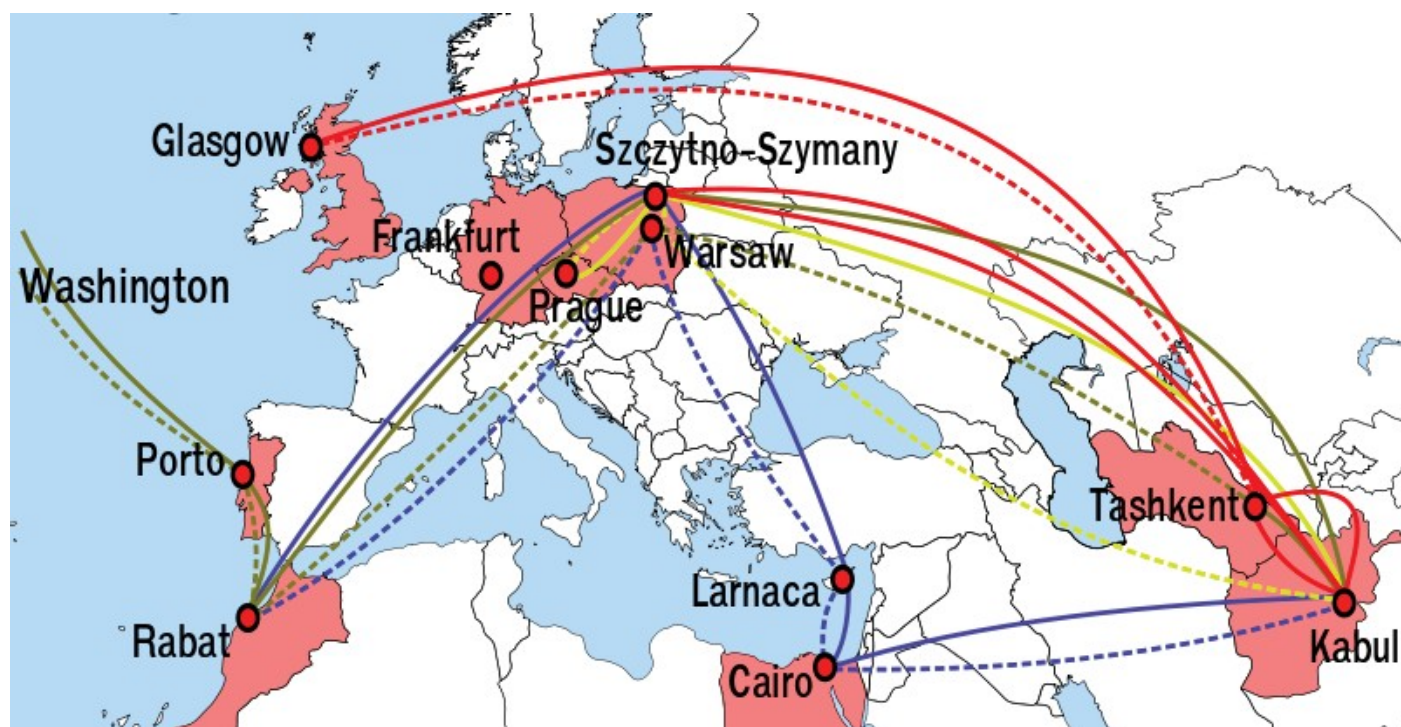 Glasgow
Szczytno–Szymany
Frankfurt
Warsaw
Washington
Prague
Porto
Tashkent
Larnaca
Rabat
Kabul
Cairo